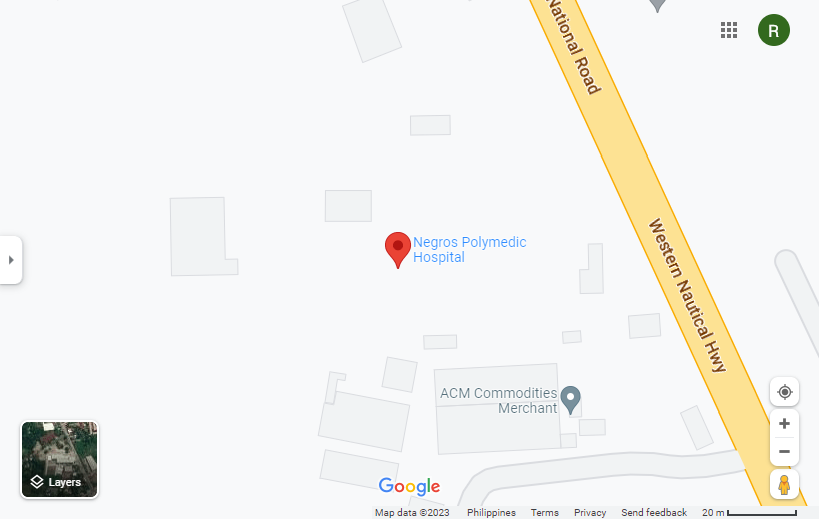 National Road
R
Western Nautical Hwy
Negros Polymedic
Hospital
ACM Commodities
Merchant
Layers
Google
Map data ©2023 Philippines Terms Privacy Send feedback 20 m